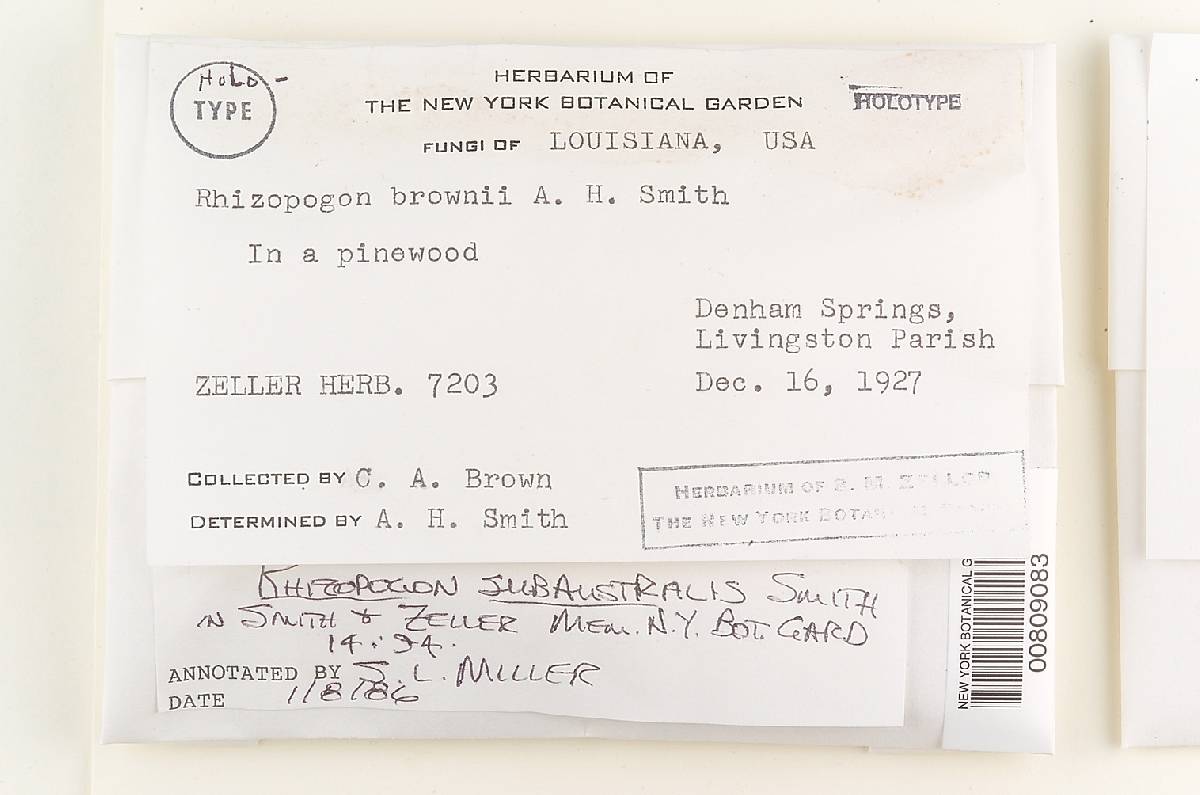 HOLO-
TYPE
HERBARIUM OF
THE NEW YORK BOTANICAL GARDEN
HOLOTYPE
FUNGI OF LOUISIANA, USA
Rhizopogon brownii A. H. Smith
In a pinewood
Denham Springs,
Livingston Parish
ZELLER HERB. 7203
Dec. 16, 1927
COLLECTED BY C. A. Brown
DETERMINED BY A. H. Smith
HERBARIUM OF S. M. ZELLER
THE NEW YORK BOTANICAL
RHIZOPOGON SUBAUSTRALIS SMITH
IN SMITH & ZELLER MEM. N.Y. BOT. GARD
14: 94.
ANNOTATED BY S. L. MILLER
DATE 1/8/86
NEW YORK BOTANICAL G
00809083